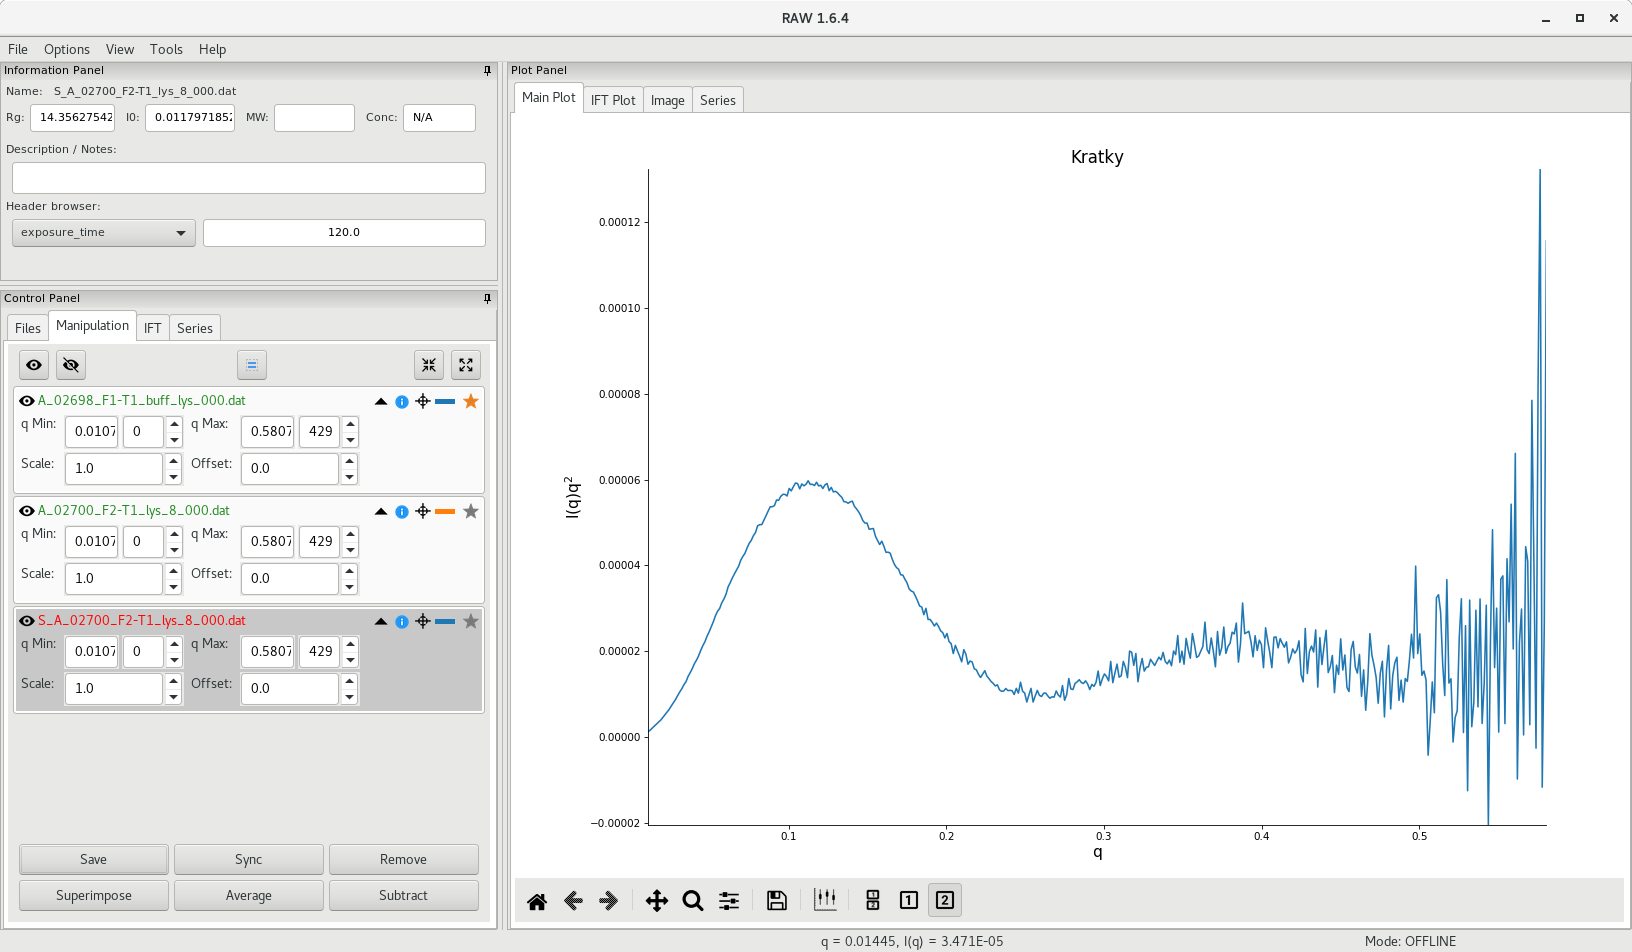 RAW 1.6.4
File Options View Tools Help
Information Panel
Name: S_A_02700_F2-T1_lys_8_000.dat
Rg: 14.35627542 I0: 0.0117971852 MW: Conc: N/A
Description / Notes:
Header browser:
exposure_time 120.0
Control Panel
Files Manipulation IFT Series
A_02698_F1-T1_buff_lys_000.dat
q Min: 0.0107 0 q Max: 0.5807 429
Scale: 1.0 Offset: 0.0
A_02700_F2-T1_lys_8_000.dat
q Min: 0.0107 0 q Max: 0.5807 429
Scale: 1.0 Offset: 0.0
S_A_02700_F2-T1_lys_8_000.dat
q Min: 0.0107 0 q Max: 0.5807 429
Scale: 1.0 Offset: 0.0
Save Sync Remove
Superimpose Average Subtract
Plot Panel
Main Plot IFT Plot Image Series
Kratky
0.00012
0.00010
0.00008
0.00006
0.00004
0.00002
0.00000
−0.00002
I(q)q²
0.1 0.2 0.3 0.4 0.5
q
1 2 1 2
q = 0.01445, I(q) = 3.471E-05 Mode: OFFLINE